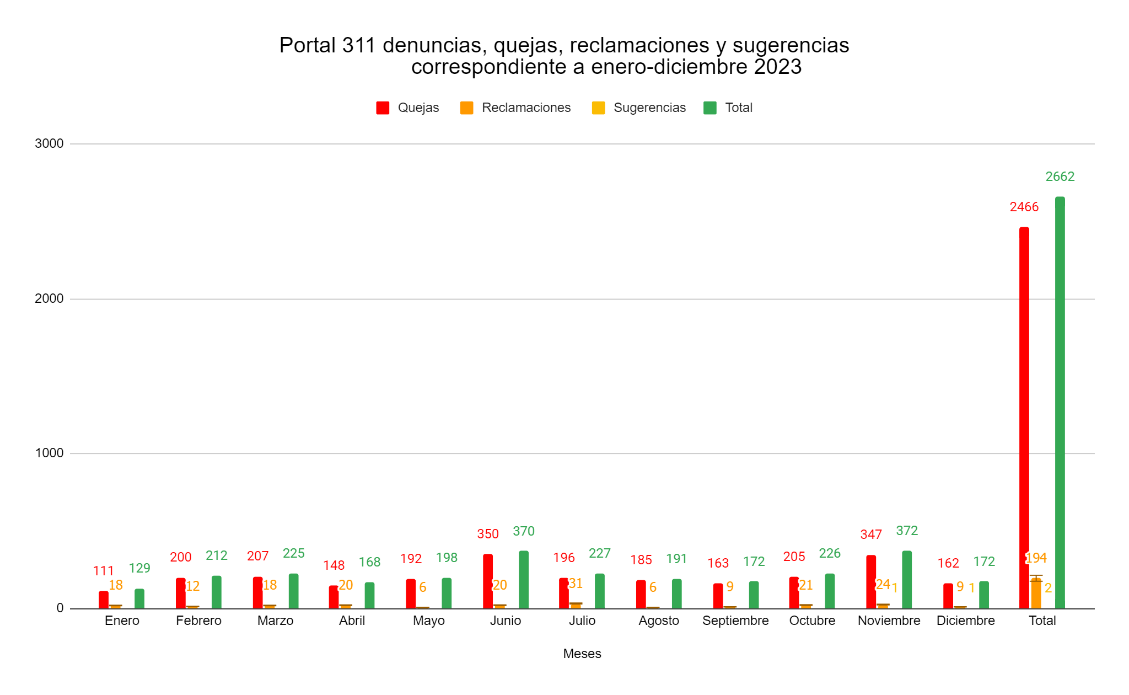 Portal 311 denuncias, quejas, reclamaciones y sugerencias
correspondiente a enero-diciembre 2023
Quejas Reclamaciones Sugerencias Total
3000
2000
1000
0
111 18 129
200 12 212
207 18 225
148 20 168
192 6 198
350 20 370
196 31 227
185 6 191
163 9 172
205 21 226
347 24 1 372
162 9 1 172
2466 194 2 2662
Enero Febrero Marzo Abril Mayo Junio Julio Agosto Septiembre Octubre Noviembre Diciembre Total
Meses